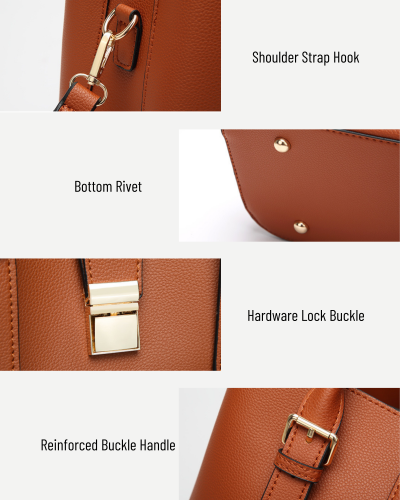 Shoulder Strap Hook
Bottom Rivet
Hardware Lock Buckle
Reinforced Buckle Handle